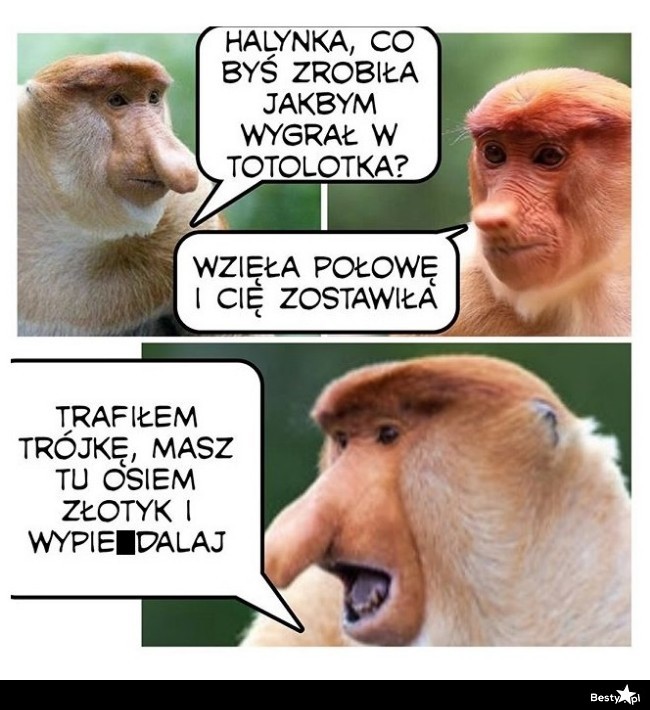 HALYNKA, CO
BYŚ ZROBIŁA
JAKBYM
WYGRAŁ W
TOTOLOTKA?
WZIĘŁA POŁOWĘ
I CIĘ ZOSTAWIŁA
TRAFIŁEM
TRÓJKĘ, MASZ
TU OSIEM
ZŁOTYK I
WYPIE█DALAJ
Besty.pl